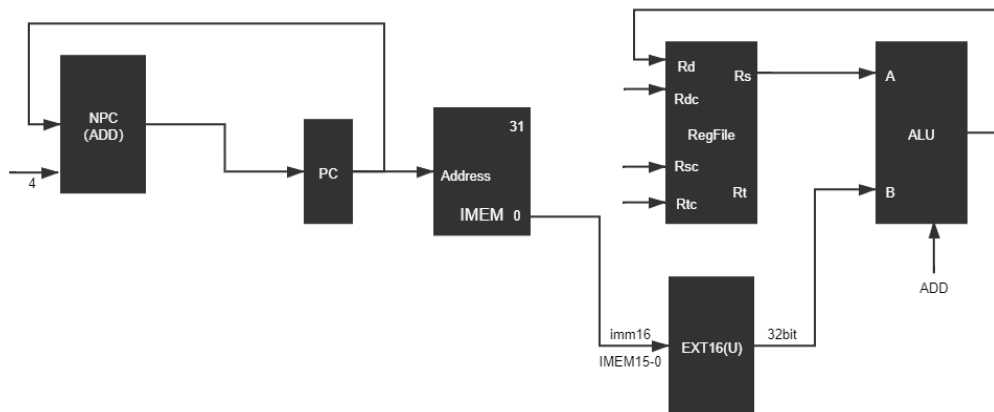 NPC
(ADD)
4
PC
31
Address
IMEM 0
Rd
Rs
Rdc
RegFile
Rsc
Rt
Rtc
A
ALU
B
ADD
imm16
IMEM15-0
EXT16(U)
32bit